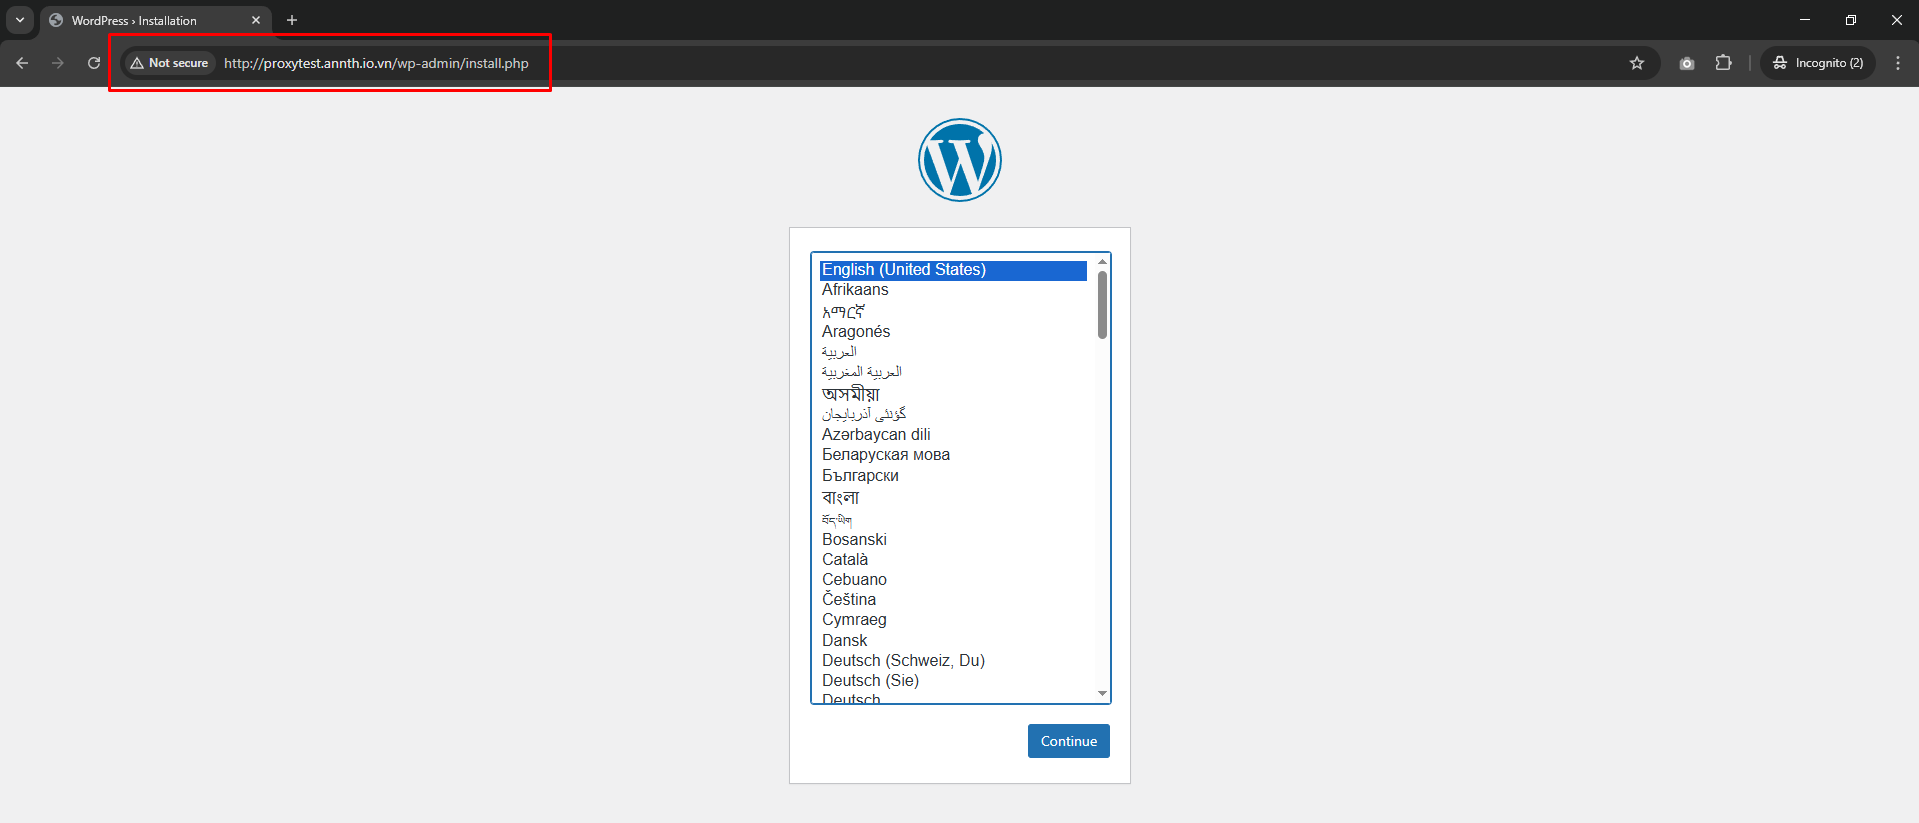 WordPress › Installation
Not secure
http://proxytest.annth.io.vn/wp-admin/install.php
Incognito (2)
English (United States)
Afrikaans
አማርኛ
Aragonés
العربية
العربية المغربية
অসমীয়া
گؤنئی آذربایجان
Azərbaycan dili
Беларуская мова
Български
বাংলা
བོད་ཡིག
Bosanski
Català
Cebuano
Čeština
Cymraeg
Dansk
Deutsch (Schweiz, Du)
Deutsch (Sie)
Deutsch
Continue